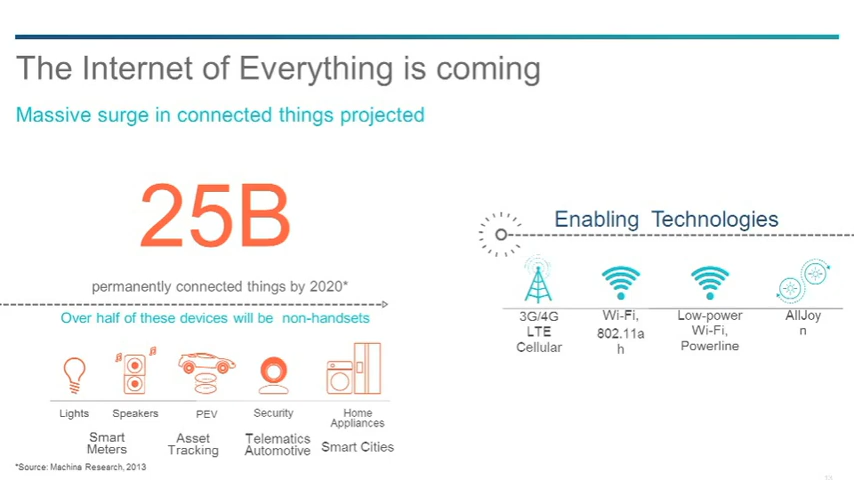 The Internet of Everything is coming
Massive surge in connected things projected
25B
permanently connected things by 2020*
Over half of these devices will be non-handsets
Lights
Speakers
PEV
Security
Home
Appliances
Smart
Meters
Asset
Tracking
Telematics
Automotive
Smart Cities
*Source: Machina Research, 2013
Enabling Technologies
3G/4G
LTE
Cellular
Wi-Fi,
802.11a
h
Low-power
Wi-Fi,
Powerline
AllJoy
n